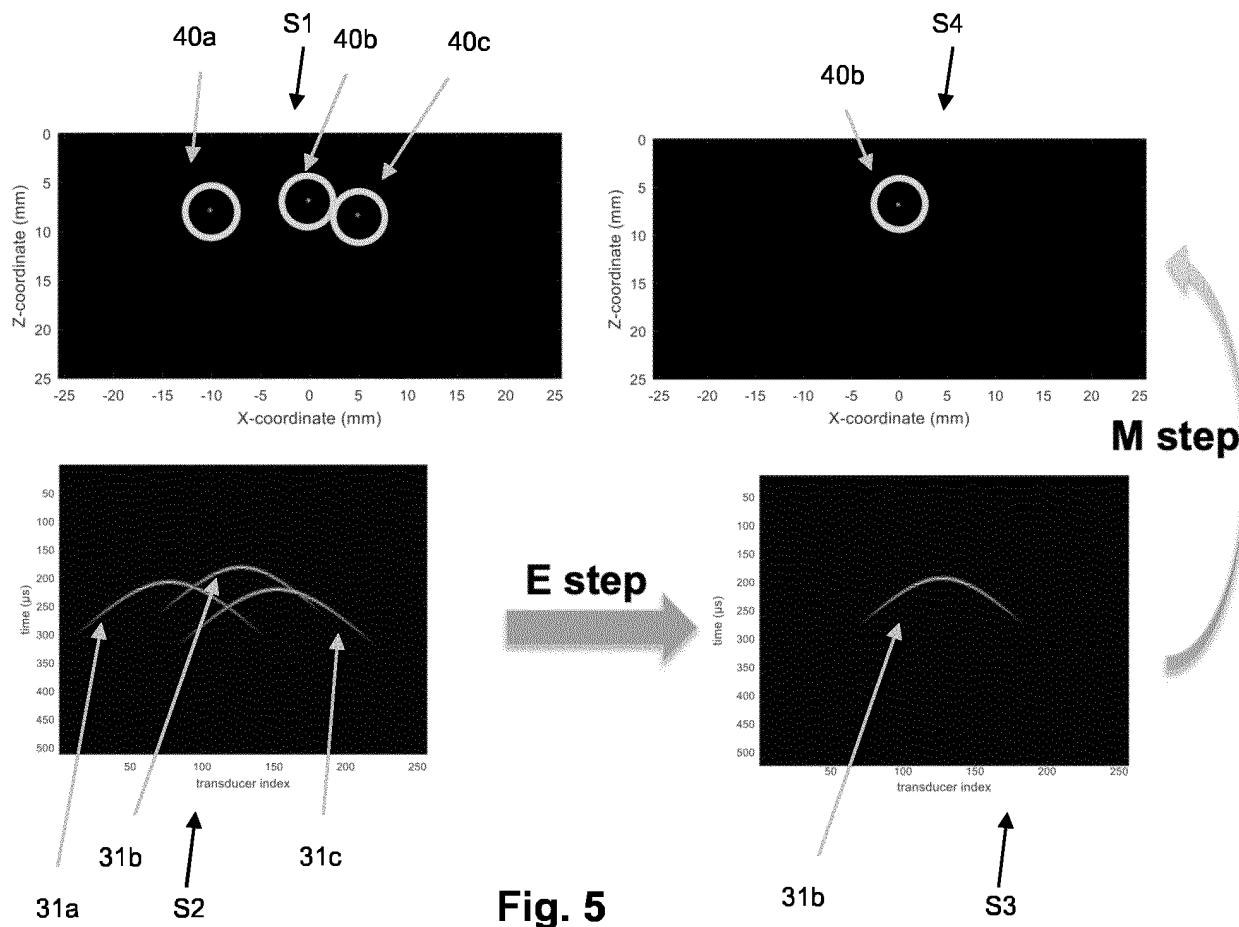 40a
S1
40b
40c
0
5
10
15
20
25
Z-coordinate (mm)
-25 -20 -15 -10 -5 0 5 10 15 20 25
X-coordinate (mm)
S4
40b
0
5
10
15
20
25
Z-coordinate (mm)
-25 -20 -15 -10 -5 0 5 10 15 20 25
X-coordinate (mm)
M step
50
100
150
200
250
300
350
400
450
500
time (µs)
50 100 150 200 250
transducer index
31a
31b
31c
S2
E step
50
100
150
200
250
300
350
400
450
500
time (µs)
50 100 150 200 250
transducer index
31b
S3
Fig. 5